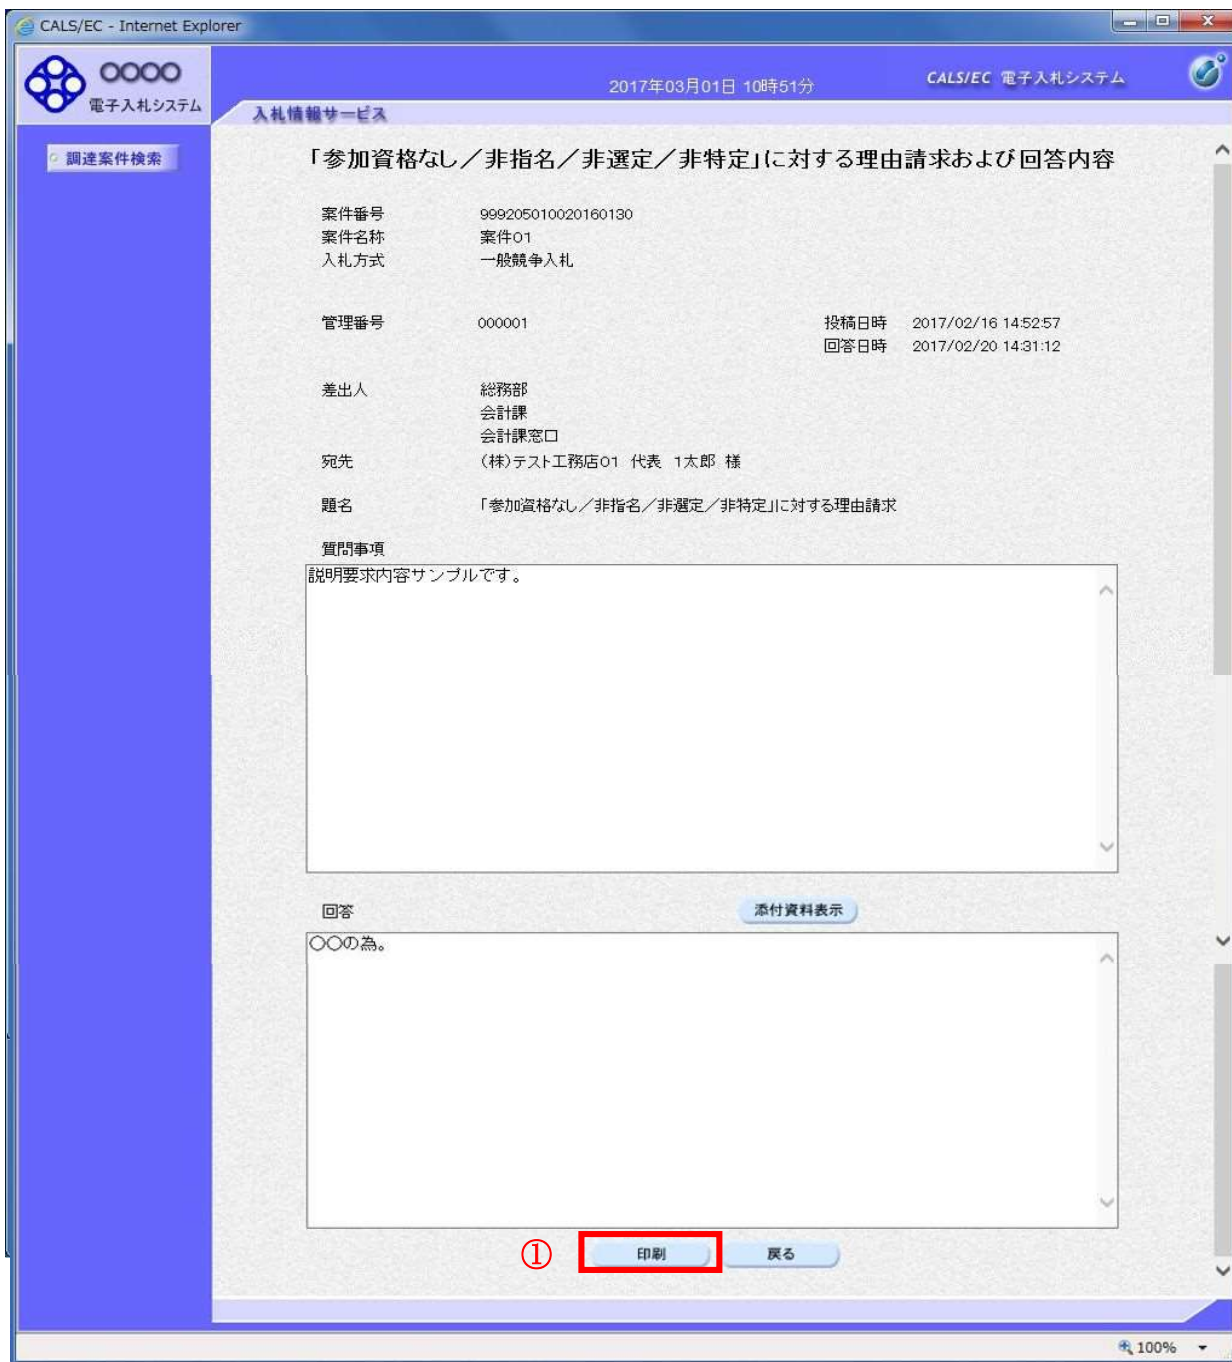 CALS/EC - Internet Explorer
〇〇〇〇
電子入札システム
2017年03月01日 10時51分
CALS/EC 電子入札システム
入札情報サービス
調達案件検索
「参加資格なし／非指名／非選定／非特定」に対する理由請求および回答内容
案件番号 999205010020160130
案件名称 案件01
入札方式 一般競争入札
管理番号 000001 投稿日時 2017/02/16 14:52:57
回答日時 2017/02/20 14:31:12
差出人 総務部
会計課
会計課窓口
宛先 (株)テスト工務店01 代表 1太郎 様
題名 「参加資格なし／非指名／非選定／非特定」に対する理由請求
質問事項
説明要求内容サンプルです。
回答 添付資料表示
〇〇の為。
① 印刷 戻る
100%